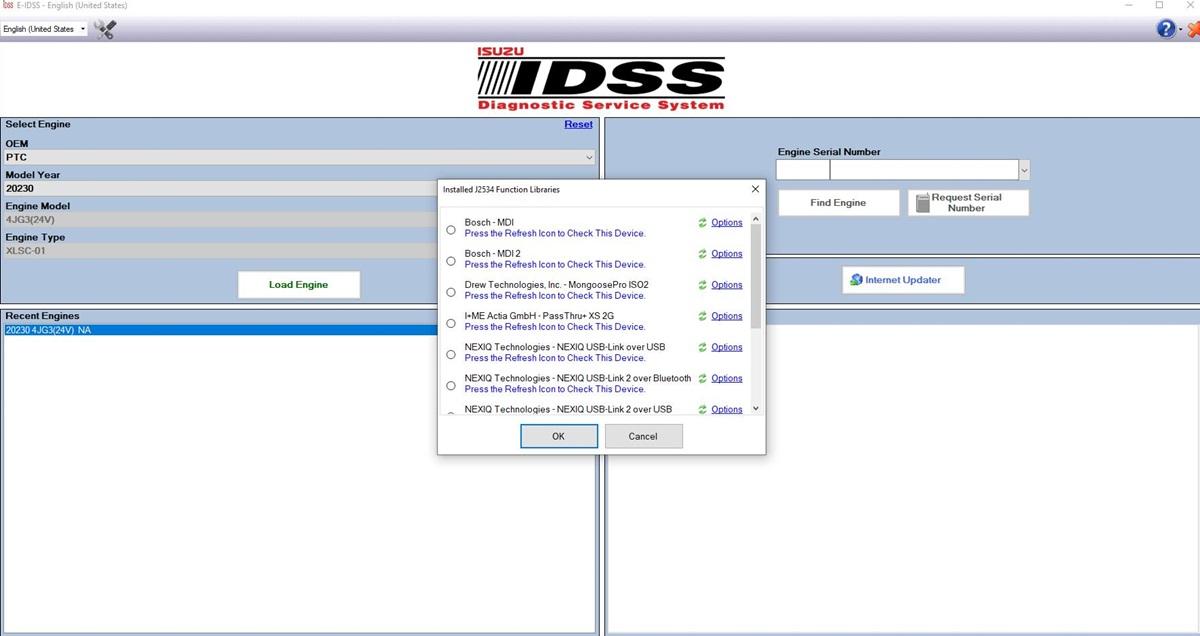 IDSS E-IDSS - English (United States)
English (United States
?
ISUZU
IDSS
Diagnostic Service System
Select Engine
Reset
OEM
PTC
Model Year
20230
Engine Model
4JG3(24V)
Engine Type
XLSC-01
Load Engine
Recent Engines
20230 4JG3(24V) NA
Engine Serial Number
Find Engine
Request Serial
Number
Internet Updater
Installed J2534 Function Libraries
Bosch - MDI
Options
Press the Refresh Icon to Check This Device.
Bosch - MDI 2
Options
Press the Refresh Icon to Check This Device.
Drew Technologies, Inc. - MongoosePro ISO2
Options
Press the Refresh Icon to Check This Device.
I+ME Actia GmbH - PassThru+ XS 2G
Options
Press the Refresh Icon to Check This Device.
NEXIQ Technologies - NEXIQ USB-Link over USB
Options
Press the Refresh Icon to Check This Device.
NEXIQ Technologies - NEXIQ USB-Link 2 over Bluetooth
Options
Press the Refresh Icon to Check This Device.
NEXIQ Technologies - NEXIQ USB-Link 2 over USB
Options
OK
Cancel